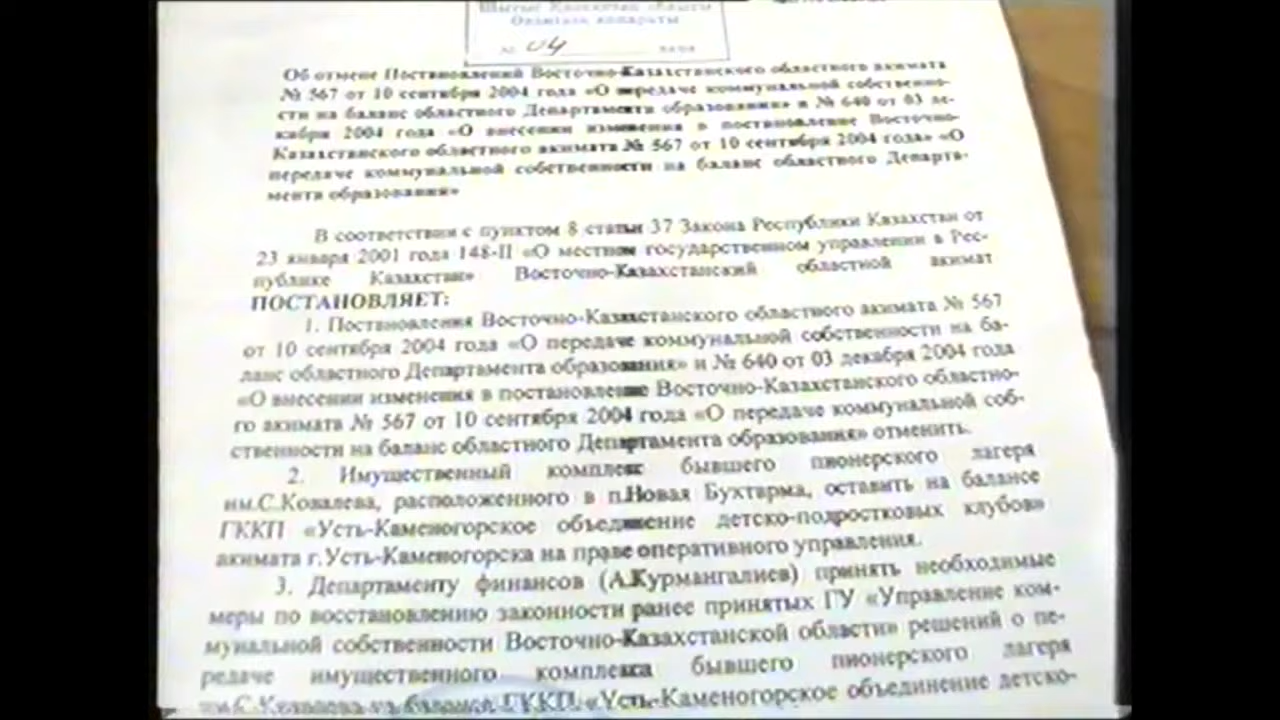 Шығыс Қазақстан облысы
04
Об отмене Постановлений Восточно-Казахстанского областного акимата
№ 567 от 10 сентября 2004 года «О передаче коммунальной собственно-
сти на баланс областного Департамента образования» и № 640 от 03 де-
кабря 2004 года «О внесении изменения в постановление Восточно-
Казахстанского областного акимата № 567 от 10 сентября 2004 года» «О
передаче коммунальной собственности на баланс областного Департа-
мента образования»
В соответствии с пунктом 8 статьи 37 Закона Республики Казахстан от
23 января 2001 года 148-II «О местном государственном управлении в Рес-
публике Казахстан» Восточно-Казахстанский областной акимат
ПОСТАНОВЛЯЕТ:
1. Постановления Восточно-Казахстанского областного акимата № 567
от 10 сентября 2004 года «О передаче коммунальной собственности на ба-
ланс областного Департамента образования» и № 640 от 03 декабря 2004 года
«О внесении изменения в постановление Восточно-Казахстанского областно-
го акимата № 567 от 10 сентября 2004 года «О передаче коммунальной соб-
ственности на баланс областного Департамента образования» отменить.
2. Имущественный комплекс бывшего пионерского лагеря
им.С.Ковалева, расположенного в п.Новая Бухтарма, оставить на балансе
ГККП «Усть-Каменогорское объединение детско-подростковых клубов»
акимата г.Усть-Каменогорска на праве оперативного управления.
3. Департаменту финансов (А.Курмангалиев) принять необходимые
меры по восстановлению законности ранее принятых ГУ «Управление ком-
мунальной собственности Восточно-Казахстанской области» решений о пе-
редаче имущественного комплекса бывшего пионерского лагеря
им.С.Ковалева на баланс ГККП «Усть-Каменогорское объединение детско-